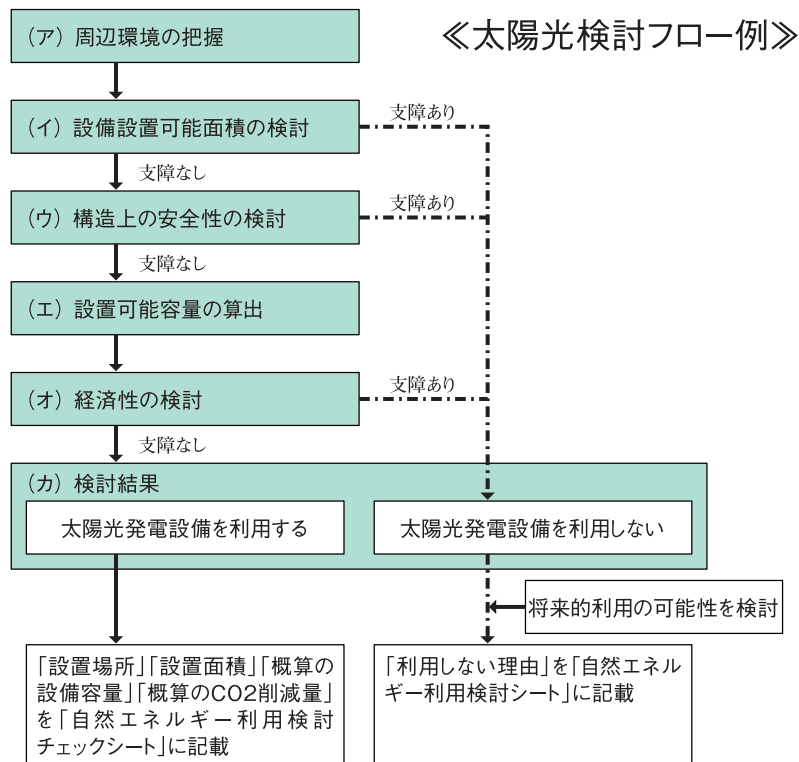 ≪太陽光検討フロー例≫
(ア) 周辺環境の把握
(イ) 設備設置可能面積の検討
支障あり
支障なし
(ウ) 構造上の安全性の検討
支障あり
支障なし
(エ) 設置可能容量の算出
(オ) 経済性の検討
支障あり
支障なし
(カ) 検討結果
太陽光発電設備を利用する
太陽光発電設備を利用しない
将来的利用の可能性を検討
「設置場所」「設置面積」「概算の
設備容量」「概算のCO2削減量」
を「自然エネルギー利用検討
チェックシート」に記載
「利用しない理由」を「自然エネル
ギー利用検討シート」に記載